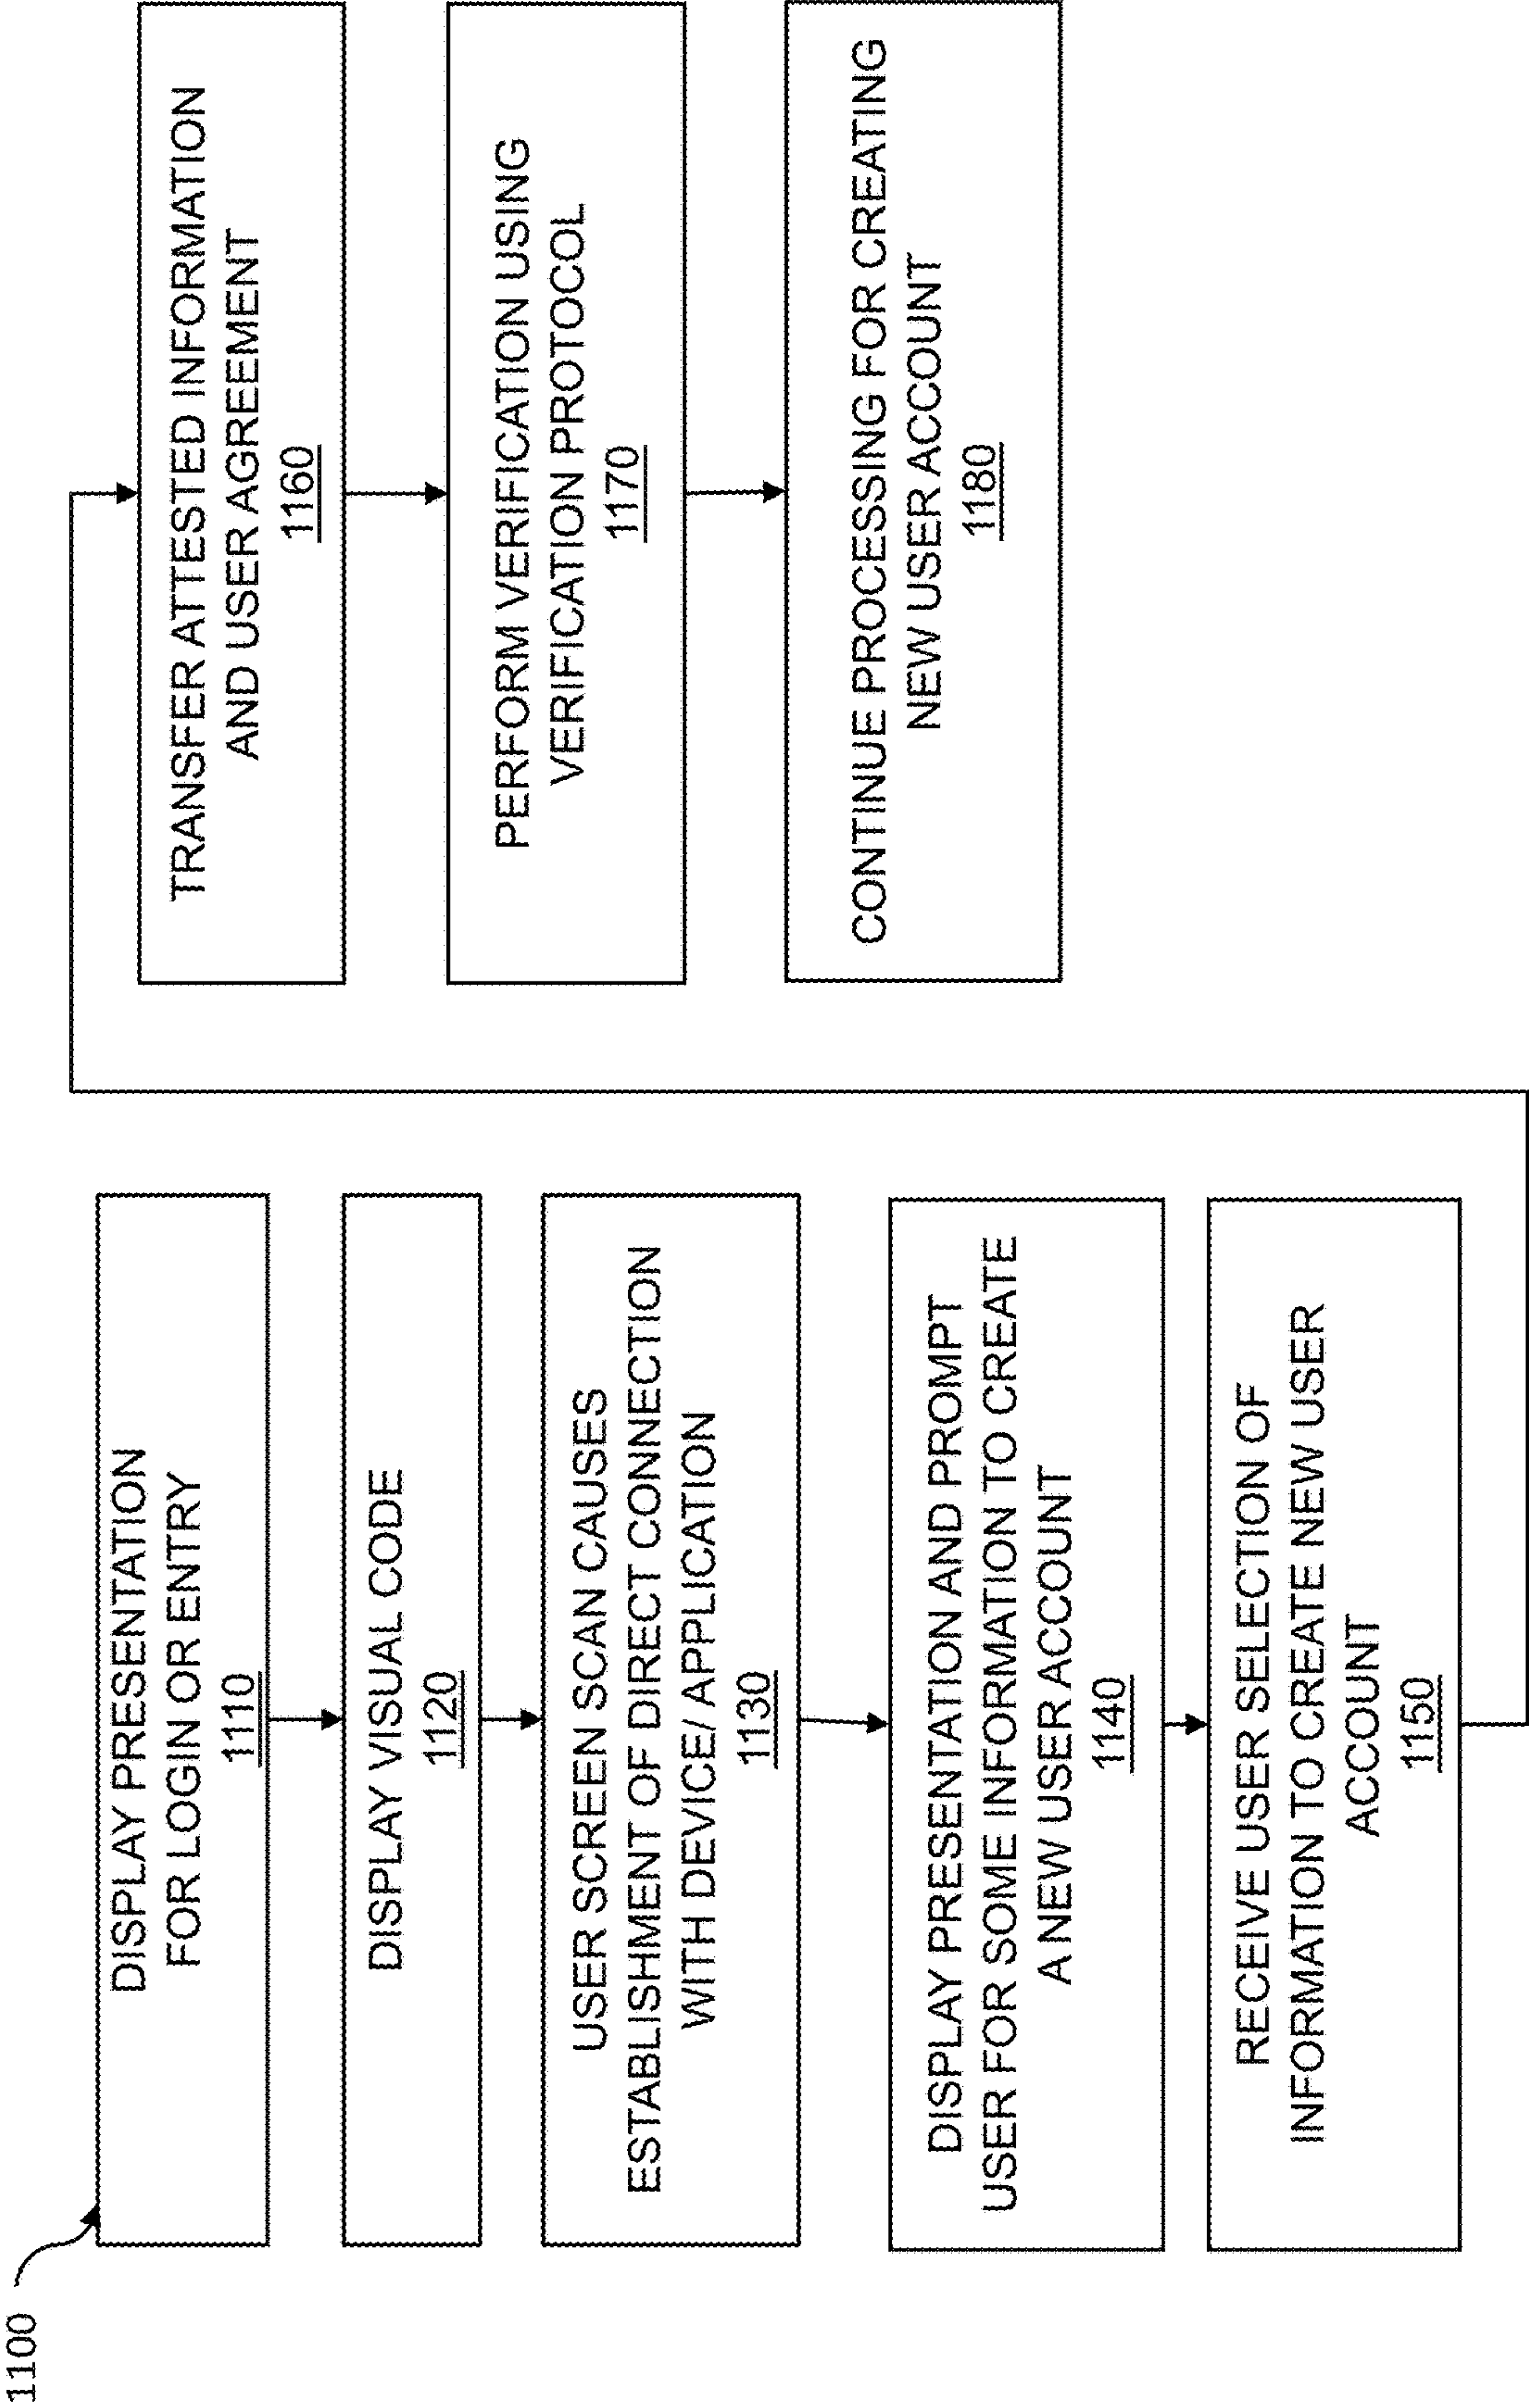 1100
DISPLAY PRESENTATION
FOR LOGIN OR ENTRY
1110
DISPLAY VISUAL CODE
1120
USER SCREEN SCAN CAUSES
ESTABLISHMENT OF DIRECT CONNECTION
WITH DEVICE/ APPLICATION
1130
DISPLAY PRESENTATION AND PROMPT
USER FOR SOME INFORMATION TO CREATE
A NEW USER ACCOUNT
1140
RECEIVE USER SELECTION OF
INFORMATION TO CREATE NEW USER
ACCOUNT
1150
TRANSFER ATTESTED INFORMATION
AND USER AGREEMENT
1160
PERFORM VERIFICATION USING
VERIFICATION PROTOCOL
1170
CONTINUE PROCESSING FOR CREATING
NEW USER ACCOUNT
1180